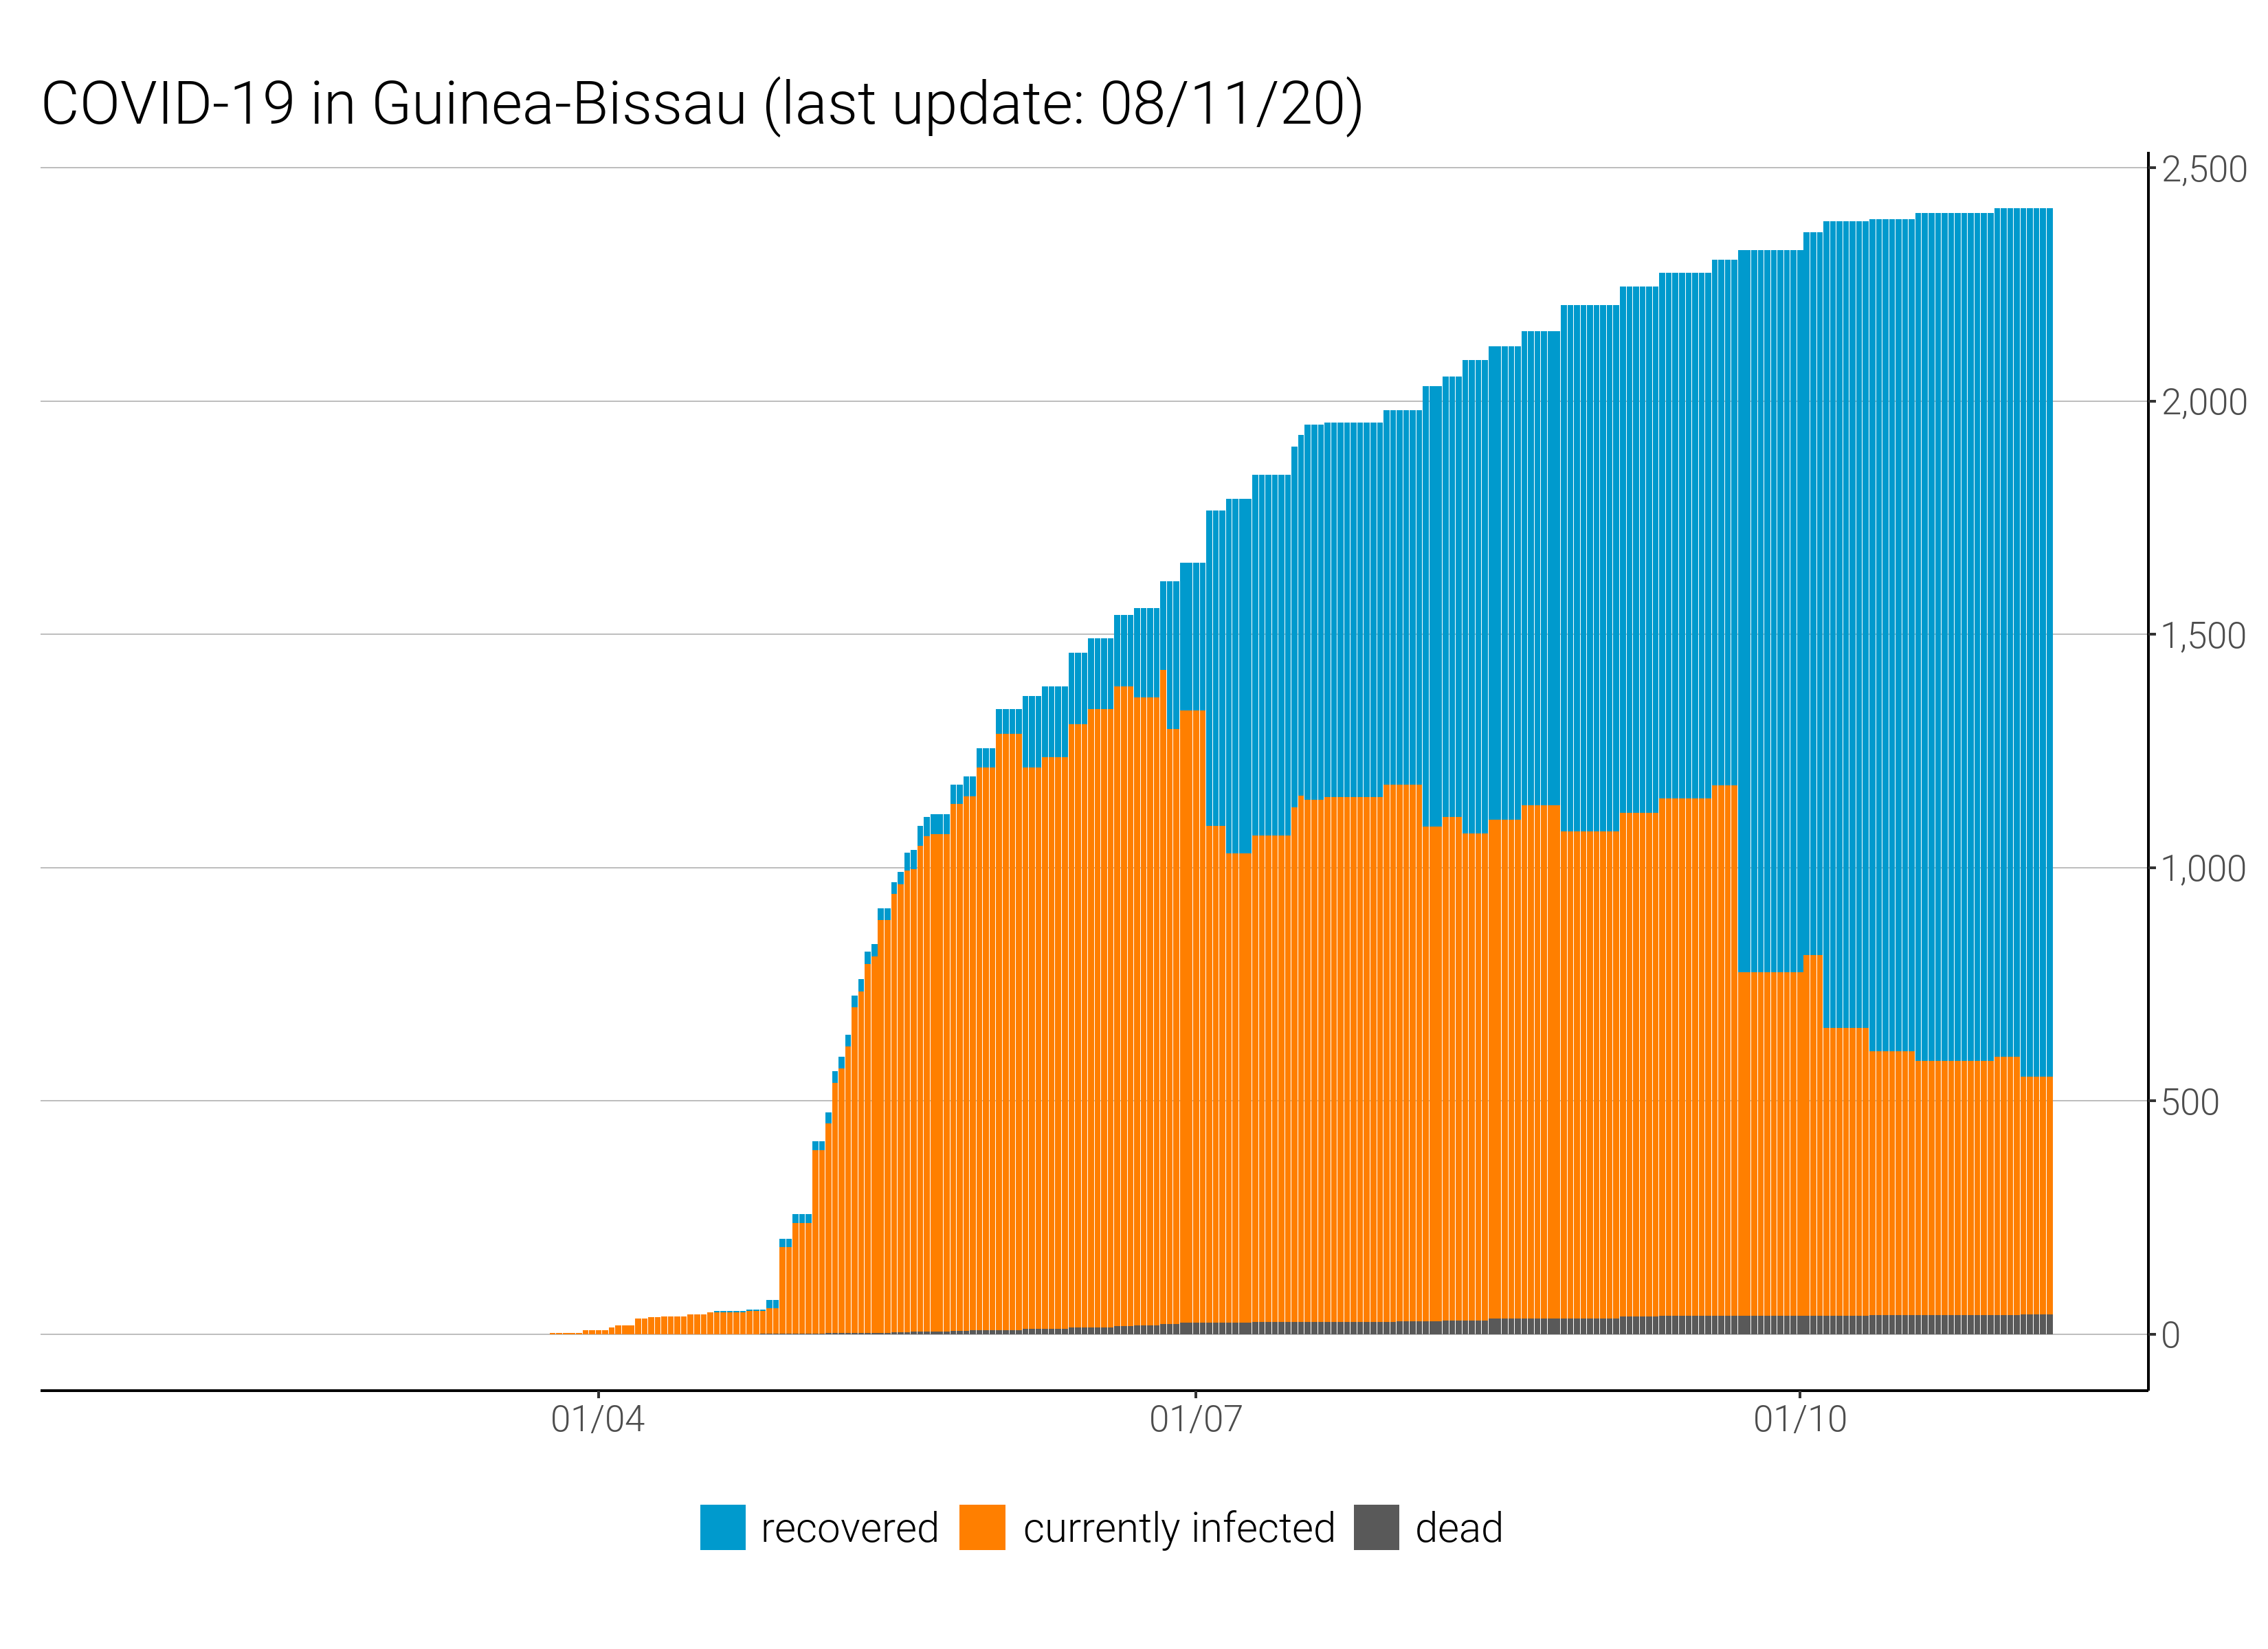 COVID-19 in Guinea-Bissau (last update: 08/11/20)
2,500
2,000
1,500
1,000
500
0
01/04 01/07 01/10
recovered currently infected dead